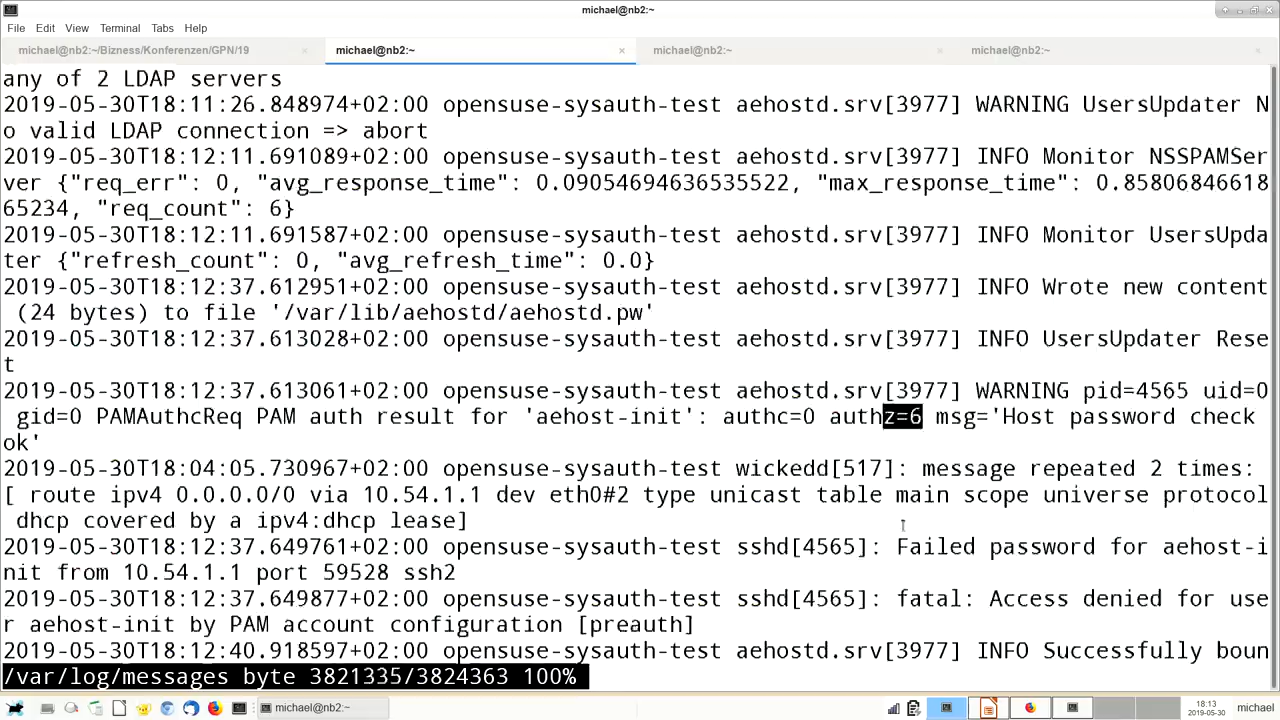 michael@nb2:~
File Edit View Terminal Tabs Help
michael@nb2:~/Bizness/Konferenzen/GPN/19 michael@nb2:~ michael@nb2:~ michael@nb2:~
any of 2 LDAP servers
2019-05-30T18:11:26.848974+02:00 opensuse-sysauth-test aehostd.srv[3977] WARNING UsersUpdater N
o valid LDAP connection => abort
2019-05-30T18:12:11.691089+02:00 opensuse-sysauth-test aehostd.srv[3977] INFO Monitor NSSPAMSer
ver {"req_err": 0, "avg_response_time": 0.09054694636535522, "max_response_time": 0.85806846618
65234, "req_count": 6}
2019-05-30T18:12:11.691587+02:00 opensuse-sysauth-test aehostd.srv[3977] INFO Monitor UsersUpda
ter {"refresh_count": 0, "avg_refresh_time": 0.0}
2019-05-30T18:12:37.612951+02:00 opensuse-sysauth-test aehostd.srv[3977] INFO Wrote new content
 (24 bytes) to file '/var/lib/aehostd/aehostd.pw'
2019-05-30T18:12:37.613028+02:00 opensuse-sysauth-test aehostd.srv[3977] INFO UsersUpdater Rese
t
2019-05-30T18:12:37.613061+02:00 opensuse-sysauth-test aehostd.srv[3977] WARNING pid=4565 uid=0
 gid=0 PAMAuthcReq PAM auth result for 'aehost-init': authc=0 authz=6 msg='Host password check
ok'
2019-05-30T18:04:05.730967+02:00 opensuse-sysauth-test wickedd[517]: message repeated 2 times:
[ route ipv4 0.0.0.0/0 via 10.54.1.1 dev eth0#2 type unicast table main scope universe protocol
 dhcp covered by a ipv4:dhcp lease]
2019-05-30T18:12:37.649761+02:00 opensuse-sysauth-test sshd[4565]: Failed password for aehost-i
nit from 10.54.1.1 port 59528 ssh2
2019-05-30T18:12:37.649877+02:00 opensuse-sysauth-test sshd[4565]: fatal: Access denied for use
r aehost-init by PAM account configuration [preauth]
2019-05-30T18:12:40.918597+02:00 opensuse-sysauth-test aehostd.srv[3977] INFO Successfully boun
/var/log/messages byte 3821335/3824363 100%
michael@nb2:~ 18:13 michael
2019-05-30